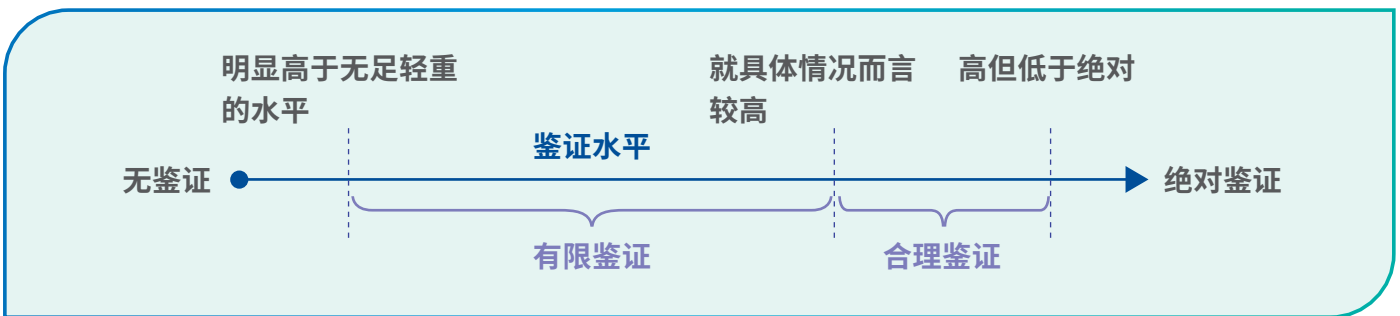 明显高于无足轻重
的水平
就具体情况而言
较高
高但低于绝对
鉴证水平
无鉴证
绝对鉴证
有限鉴证
合理鉴证